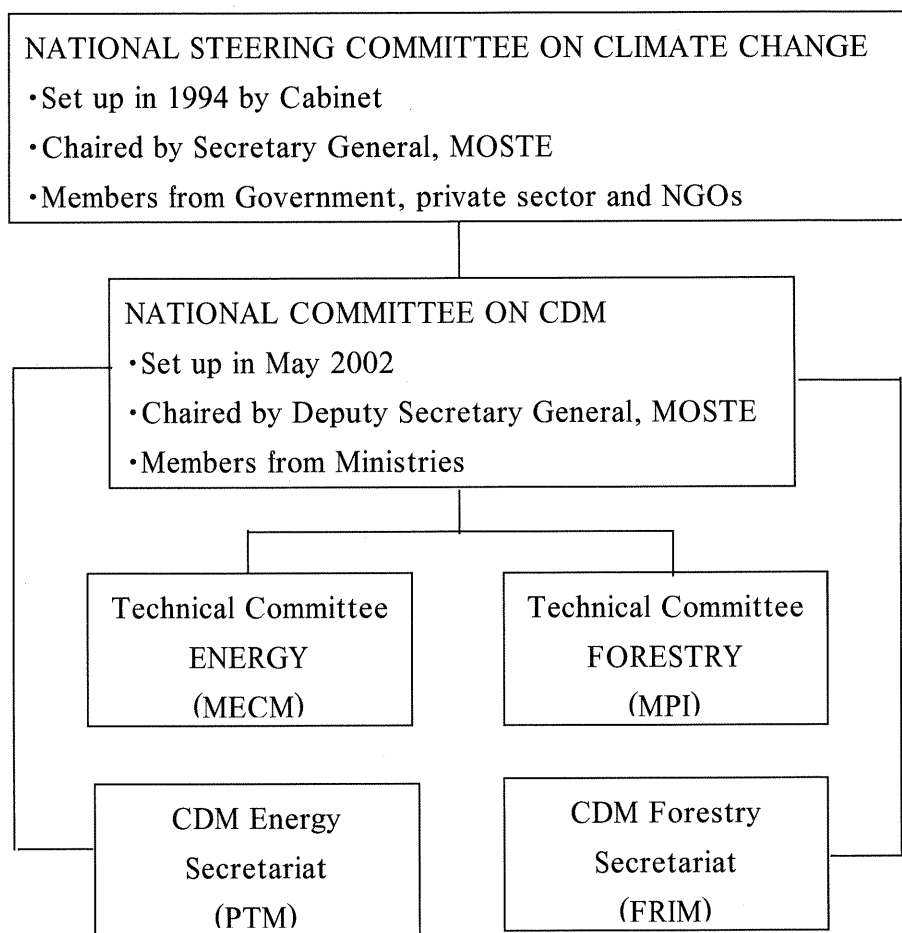 NATIONAL STEERING COMMITTEE ON CLIMATE CHANGE
・Set up in 1994 by Cabinet
・Chaired by Secretary General, MOSTE
・Members from Government, private sector and NGOs
NATIONAL COMMITTEE ON CDM
・Set up in May 2002
・Chaired by Deputy Secretary General, MOSTE
・Members from Ministries
Technical Committee
ENERGY
(MECM)
Technical Committee
FORESTRY
(MPI)
CDM Energy
Secretariat
(PTM)
CDM Forestry
Secretariat
(FRIM)